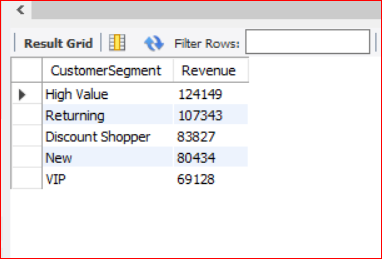 Result Grid Filter Rows:
CustomerSegment Revenue
High Value 124149
Returning 107343
Discount Shopper 83827
New 80434
VIP 69128